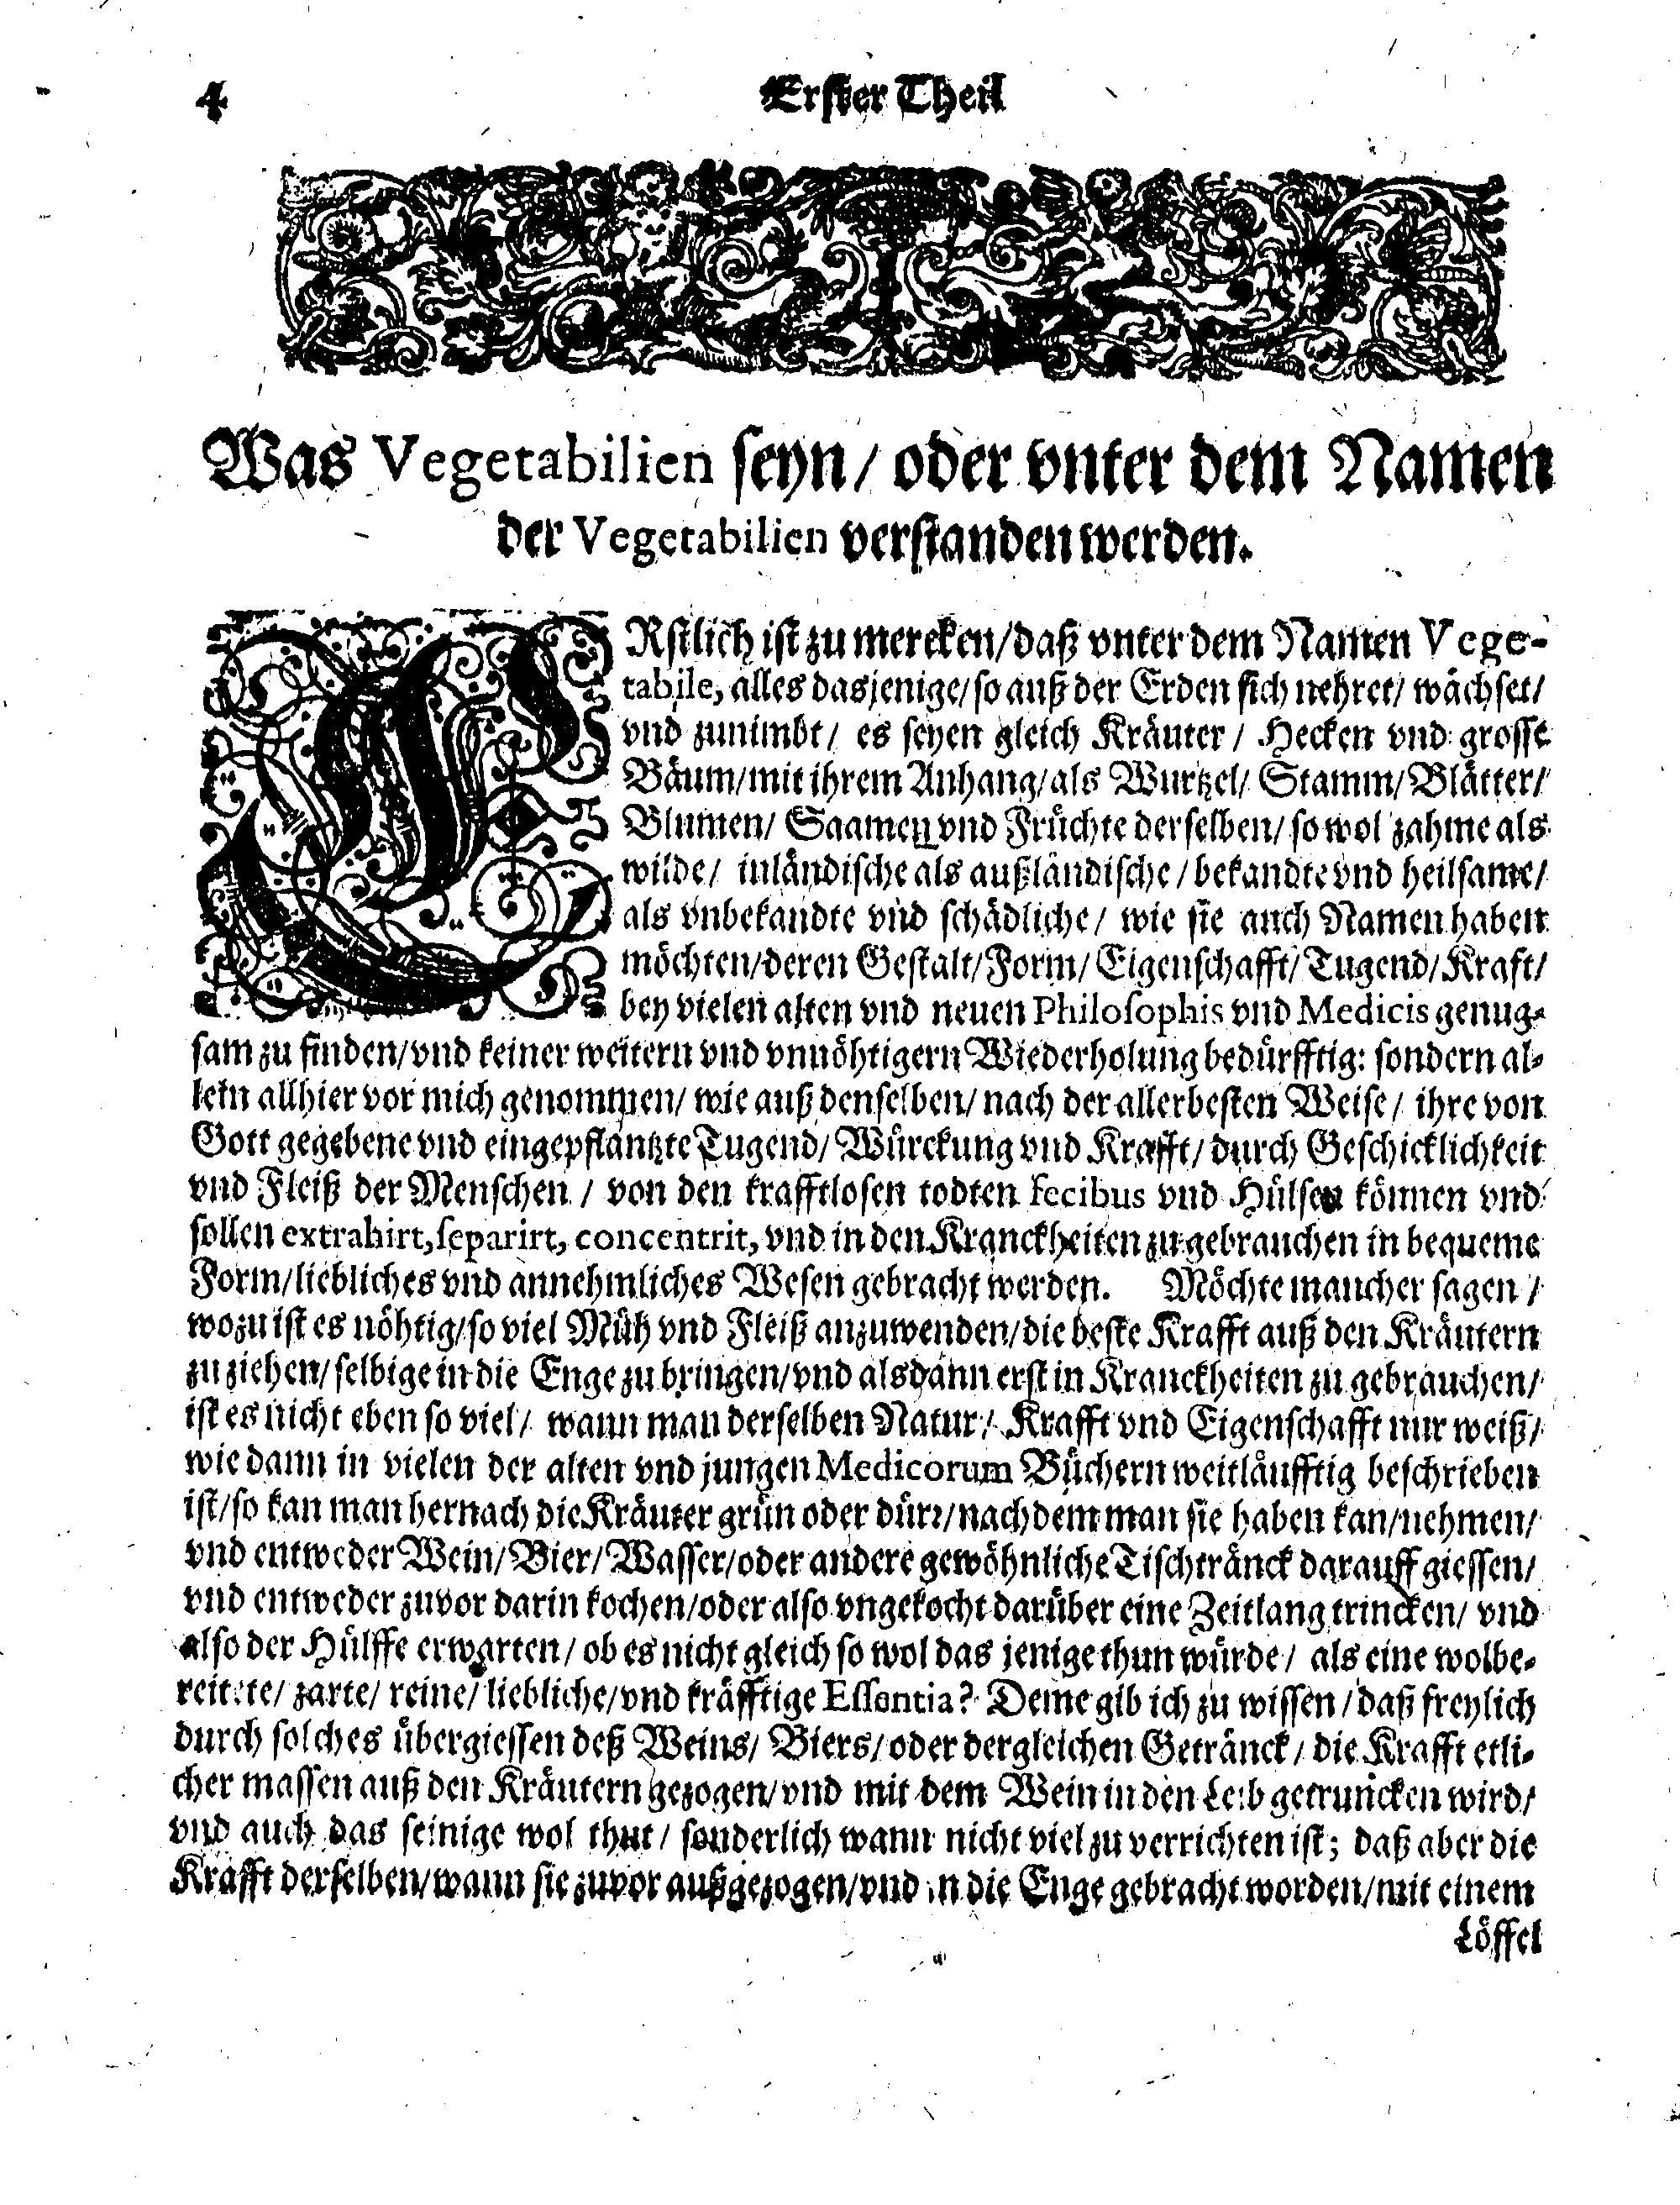 4
Erster Theil
Was Vegetabilien seyn/ oder vnter dem Namen
der Vegetabilien verstanden werden.
ERstlich ist zu mercken/daß vnter dem Namen Vege-
tabile, alles dasjenige/so auß der Erden sich nehret/ wächset/
vnd zunimbt/ es seyen gleich Kräuter/ Hecken vnd grosse
Bäum/mit ihrem Anhang/als Wurtzel/ Stamm/Blätter/
Blumen/ Saamen vnd Früchte derselben/ so wol zahme als
wilde/ inländische als außländische/bekandte vnd heilsame/
als vnbekandte vnd schädliche/ wie sie auch Namen haben
möchten/deren Gestalt/Form/Eigenschafft/Tugend/Kraft/
bey vielen alten vnd neuen Philosophis vnd Medicis genug-
sam zu finden/vnd keiner weitern vnd vnnöhtigern Wiederholung bedürfftig: sondern al-
lein allhier vor mich genommen/ wie auß denselben/nach der allerbesten Weise/ ihre von
Gott gegebene vnd eingepflantzte Tugend/Würckung vnd Krafft/durch Geschicklichkeit
vnd Fleiß der Menschen/ von den krafftlosen todten fecibus vnd Hülsen können vnd
sollen extrahirt, separirt, concentrit, vnd in den Kranckheiten zu gebrauchen in bequeme
Form/liebliches vnd annehmliches Wesen gebracht werden. Möchte mancher sagen/
wozu ist es nöhtig/so viel Müh vnd Fleiß anzuwenden/die beste Krafft auß den Kräutern
zu ziehen/selbige in die Enge zu bringen/vnd alsdann erst in Kranckheiten zu gebrauchen/
ist es nicht eben so viel/ wann man derselben Natur/ Krafft vnd Eigenschafft nur weiß/
wie dann in vielen der alten vnd jungen Medicorum Büchern weitläufftig beschrieben
ist/so kan man hernach die Kräuter grün oder dürr/nachdem man sie haben kan/nehmen/
vnd entweder Wein/Bier/Wasser/oder andere gewöhnliche Tischtränck darauff giessen/
vnd entweder zuvor darin kochen/oder also vngekocht darüber eine Zeitlang trincken/ vnd
also der Hülffe erwarten/ob es nicht gleich so wol das jenige thun würde/ als eine wolbe-
reitete/ zarte/ reine/ liebliche/vnd kräfftige Essentia? Deme gib ich zu wissen/daß freylich
durch solches übergiessen deß Weins/ Biers/oder dergleichen Getränck/die Krafft etli-
cher massen auß den Kräutern gezogen/vnd mit dem Wein in den Leib getruncken wird/
vnd auch das seinige wol thut/ sonderlich wann nicht viel zu verrichten ist; daß aber die
Krafft derselben/wann sie zuvor außgezogen/vnd in die Enge gebracht worden/mit einem
Löffel